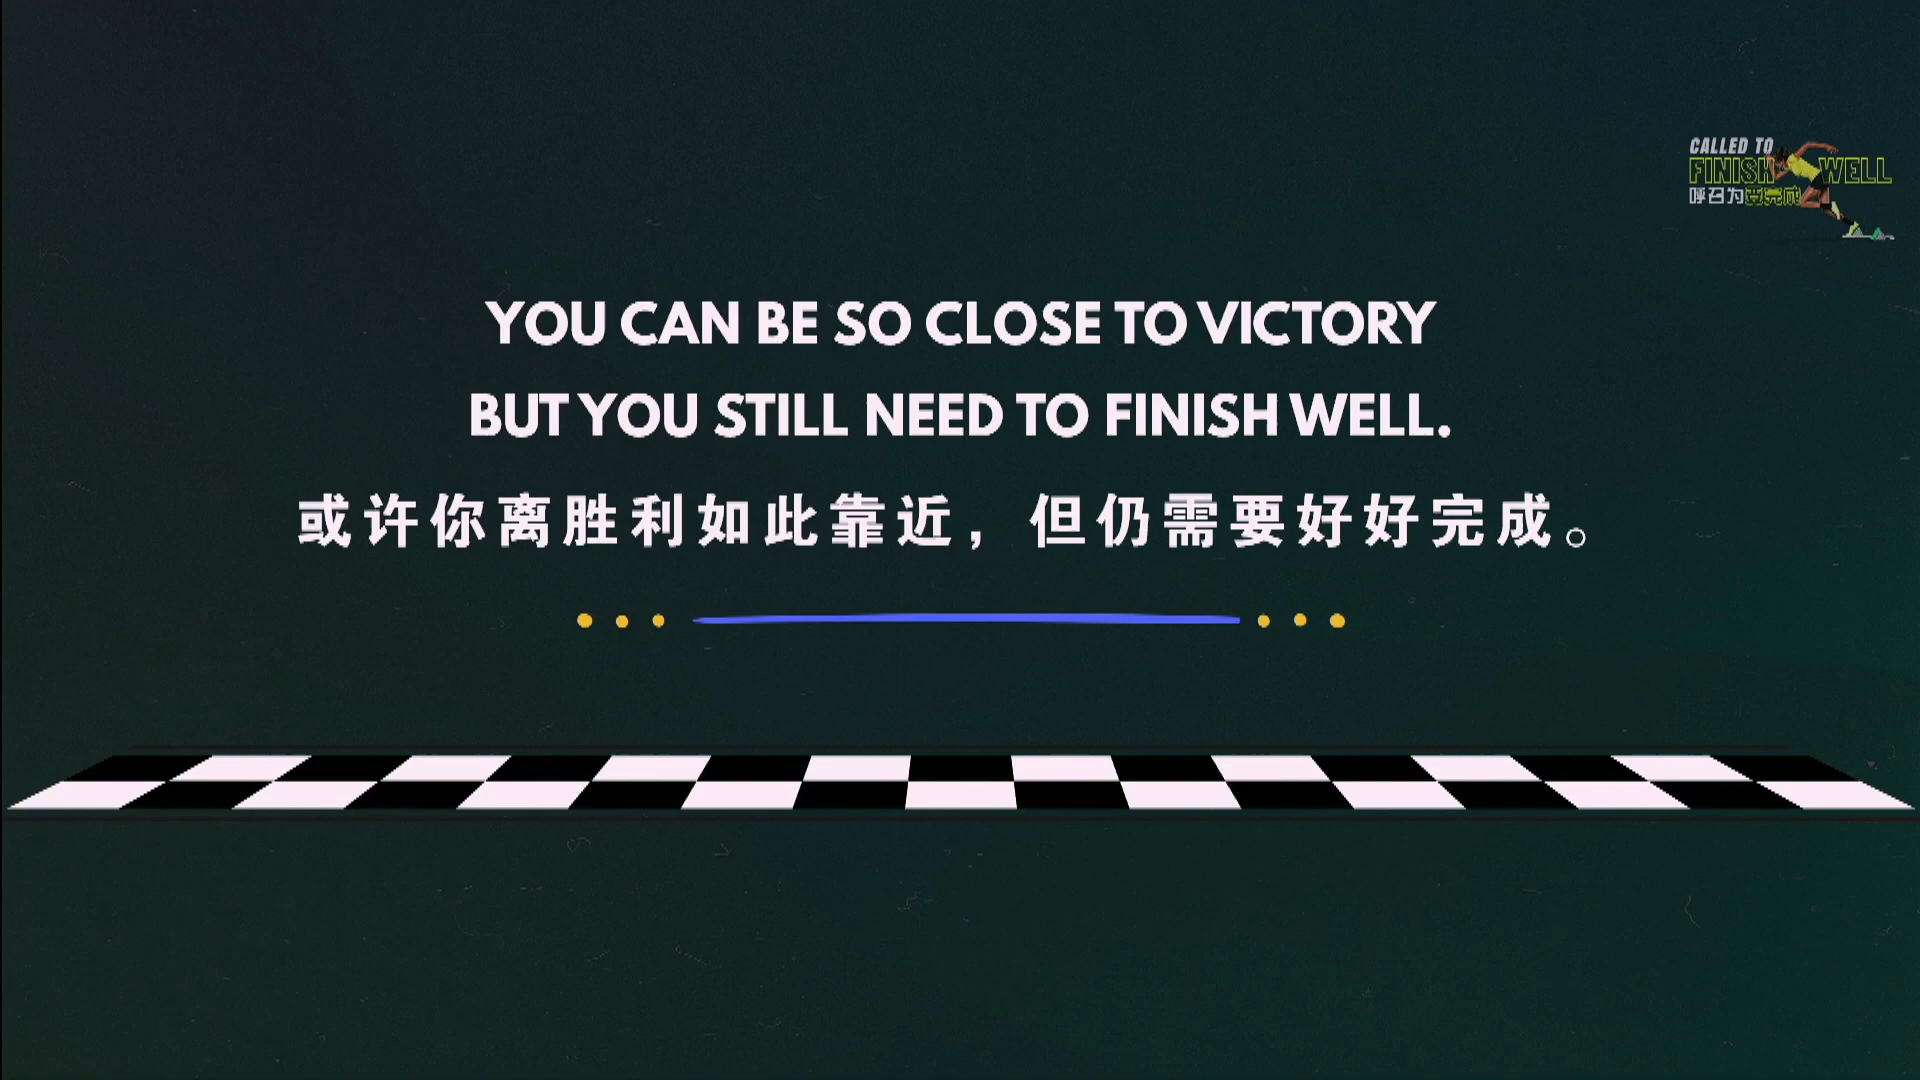 CALLED TO
FINISH WELL
呼召为要完成
YOU CAN BE SO CLOSE TO VICTORY
BUT YOU STILL NEED TO FINISH WELL.
或许你离胜利如此靠近，但仍需要好好完成。